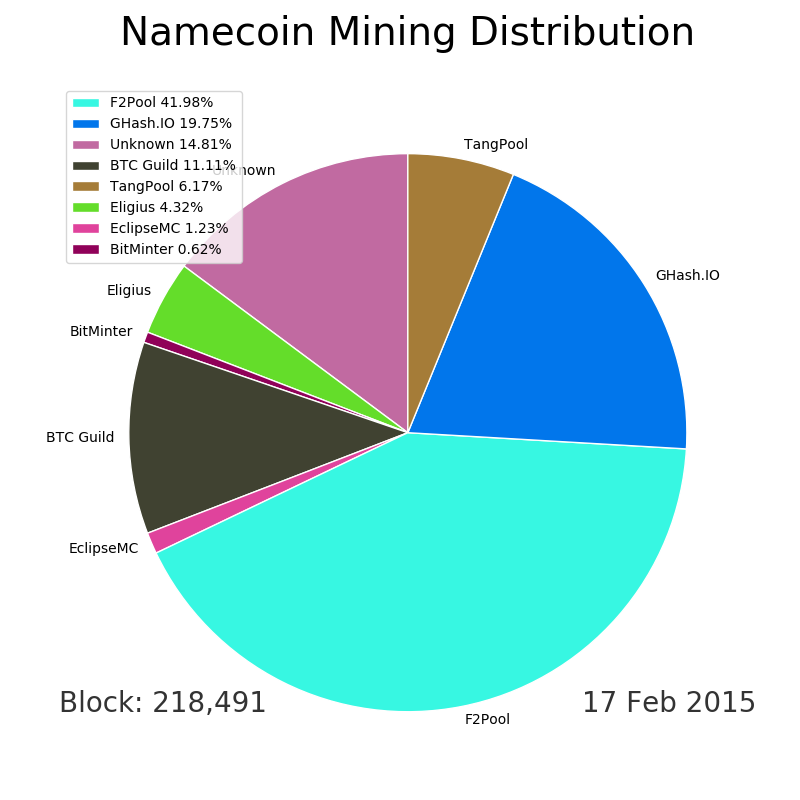 Namecoin Mining Distribution
F2Pool 41.98%
GHash.IO 19.75%
Unknown 14.81%
BTC Guild 11.11%
TangPool 6.17%
Eligius 4.32%
EclipseMC 1.23%
BitMinter 0.62%
TangPool
Unknown
GHash.IO
Eligius
BitMinter
BTC Guild
EclipseMC
F2Pool
Block: 218,491
17 Feb 2015